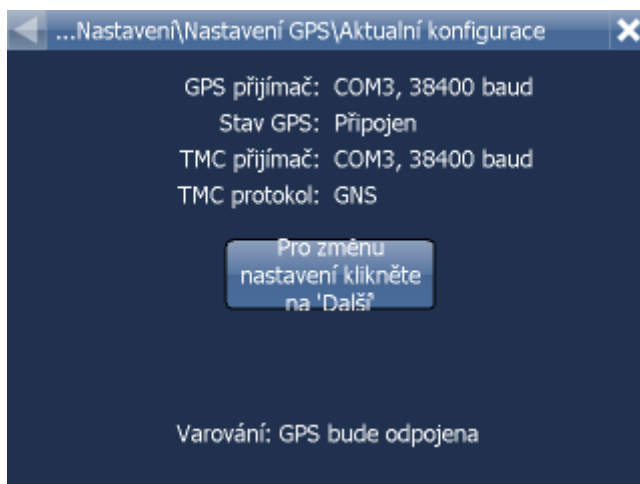 ...Nastavení\Nastavení GPS\Aktualní konfigurace
GPS přijímač: COM3, 38400 baud
Stav GPS: Připojen
TMC přijímač: COM3, 38400 baud
TMC protokol: GNS
Pro změnu
nastavení klikněte
na 'Další'
Varování: GPS bude odpojena